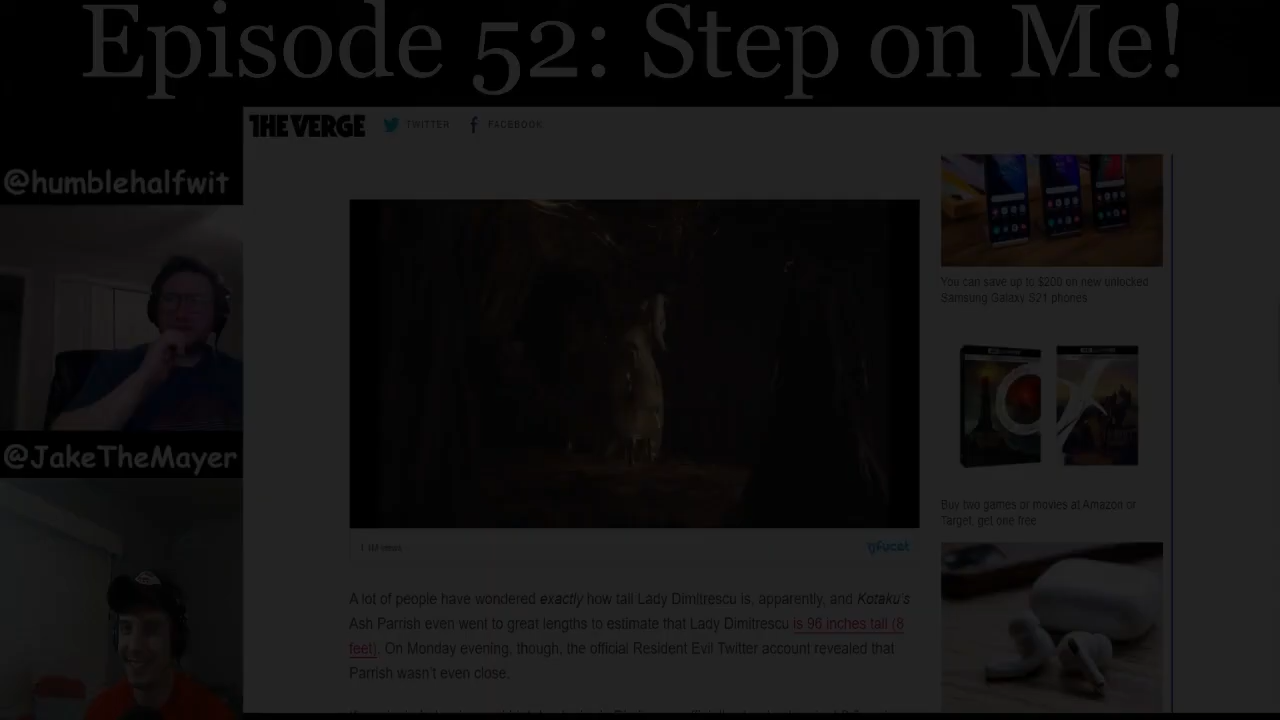 Episode 52: Step on Me!
THE VERGE TWITTER FACEBOOK
@humblehalfwit
@JakeTheMayer
You can save up to $200 on new unlocked
Samsung Galaxy S21 phones
Buy two games or movies at Amazon or
Target, get one free
views
gfycat
A lot of people have wondered exactly how tall Lady Dimitrescu is, apparently, and Kotaku's
Ash Parrish even went to great lengths to estimate that Lady Dimitrescu is 96 inches tall (8
feet). On Monday evening, though, the official Resident Evil Twitter account revealed that
Parrish wasn't even close.